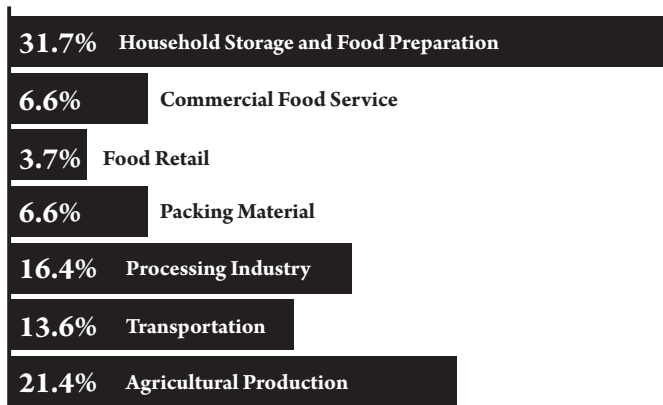 31.7% Household Storage and Food Preparation
6.6% Commercial Food Service
3.7% Food Retail
6.6% Packing Material
16.4% Processing Industry
13.6% Transportation
21.4% Agricultural Production